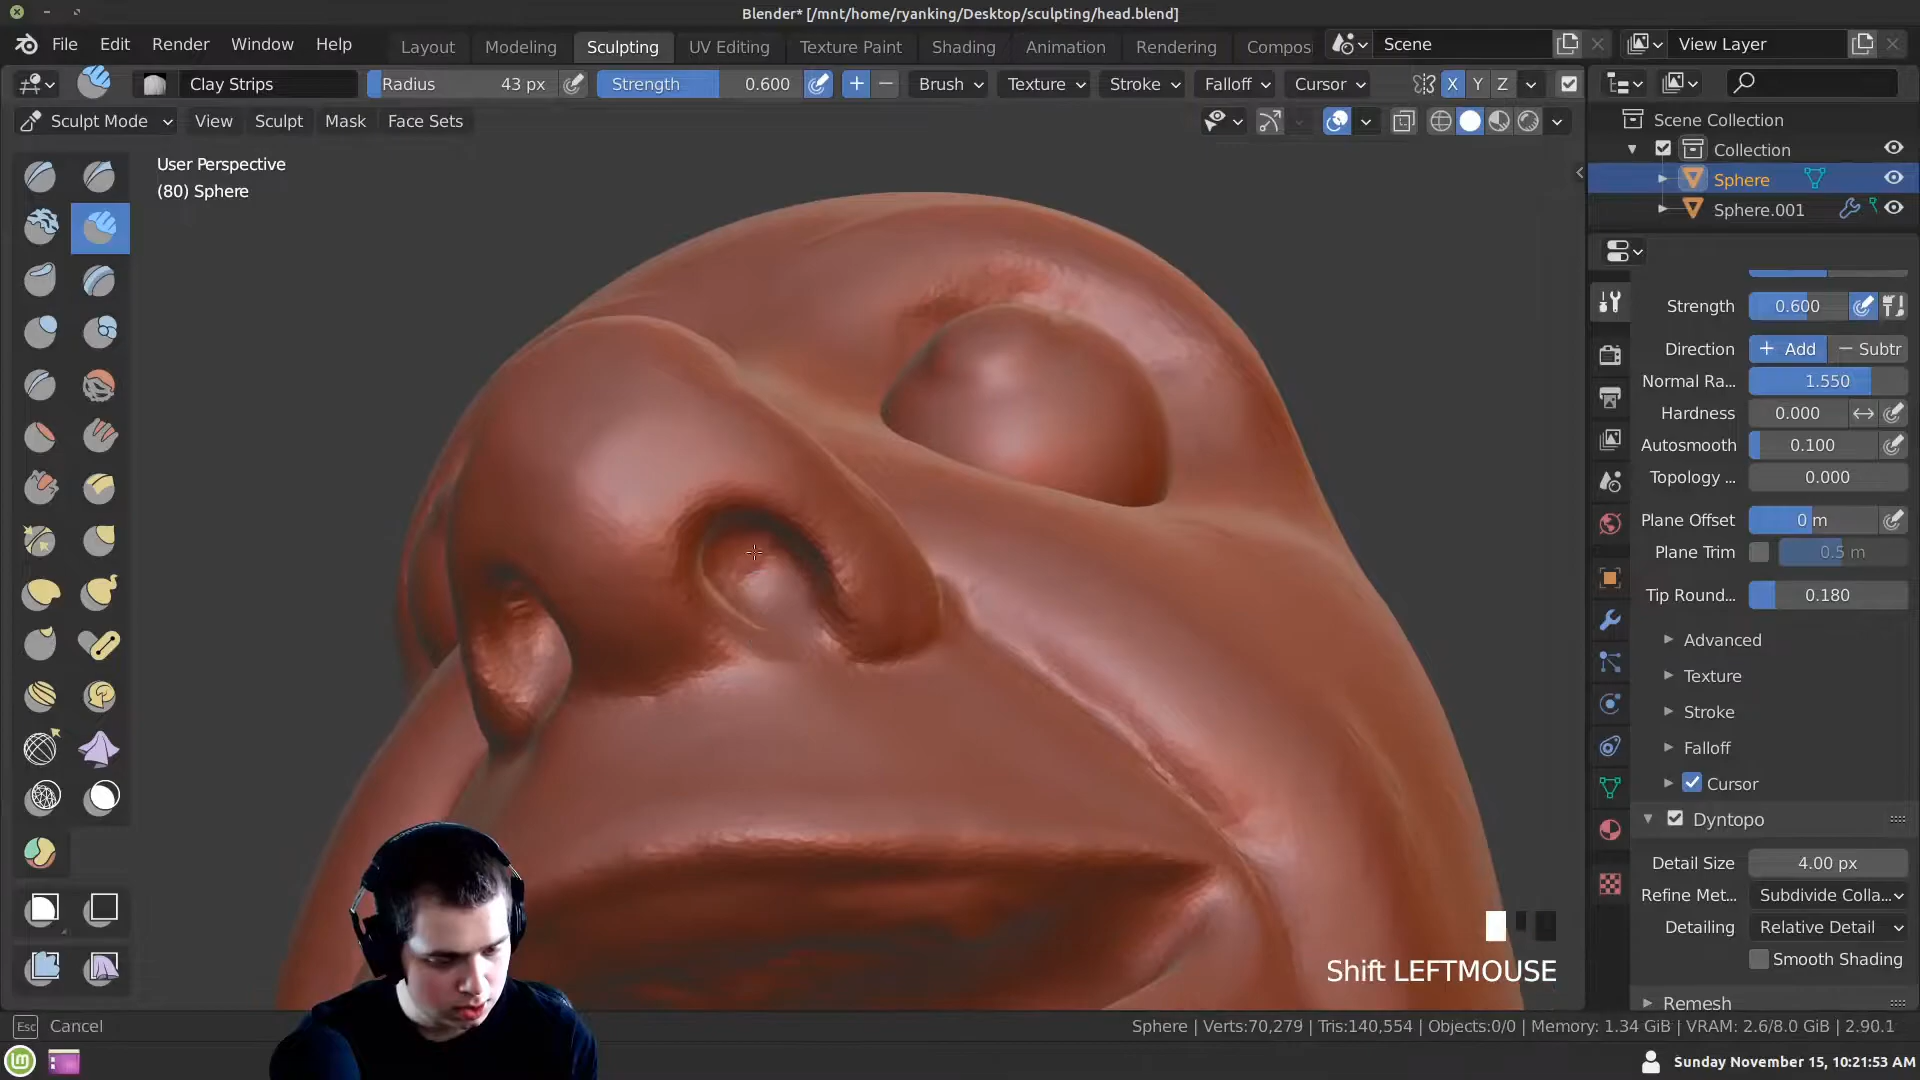 Blender* [/mnt/home/ryanking/Desktop/sculpting/head.blend]
File Edit Render Window Help Layout Modeling Sculpting UV Editing Texture Paint Shading Animation Rendering Compos Scene View Layer
Clay Strips Radius 43 px Strength 0.600 + − Brush Texture Stroke Falloff Cursor X Y Z
Sculpt Mode View Sculpt Mask Face Sets
Scene Collection
Collection
Sphere
Sphere.001
User Perspective
(80) Sphere
Strength 0.600
Direction + Add − Subtr
Normal Ra... 1.550
Hardness 0.000
Autosmooth 0.100
Topology ... 0.000
Plane Offset 0 m
Plane Trim 0.5 m
Tip Round... 0.180
Advanced
Texture
Stroke
Falloff
Cursor
Dyntopo
Detail Size 4.00 px
Refine Met... Subdivide Colla...
Detailing Relative Detail
Smooth Shading
Remesh
Shift LEFTMOUSE
Esc Cancel
Sphere | Verts:70,279 | Tris:140,554 | Objects:0/0 | Memory: 1.34 GiB | VRAM: 2.6/8.0 GiB | 2.90.1
Sunday November 15, 10:21:53 AM